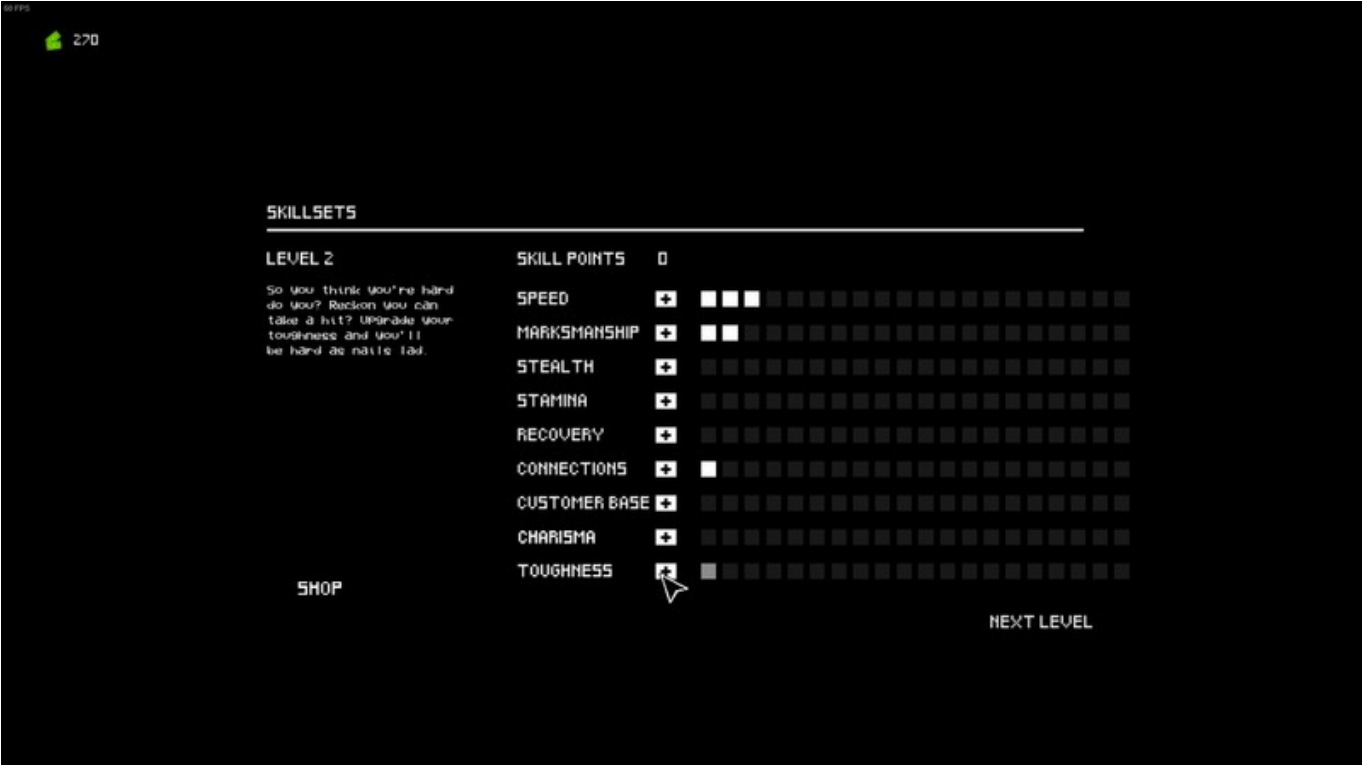 60 FPS
270
SKILLSETS
LEVEL 2
So you think you're hard
do you? Reckon you can
take a hit? Upgrade your
toughness and you'll
be hard as nails lad.
SKILL POINTS 0
SPEED
MARKSMANSHIP
STEALTH
STAMINA
RECOVERY
CONNECTIONS
CUSTOMER BASE
CHARISMA
TOUGHNESS
SHOP
NEXT LEVEL